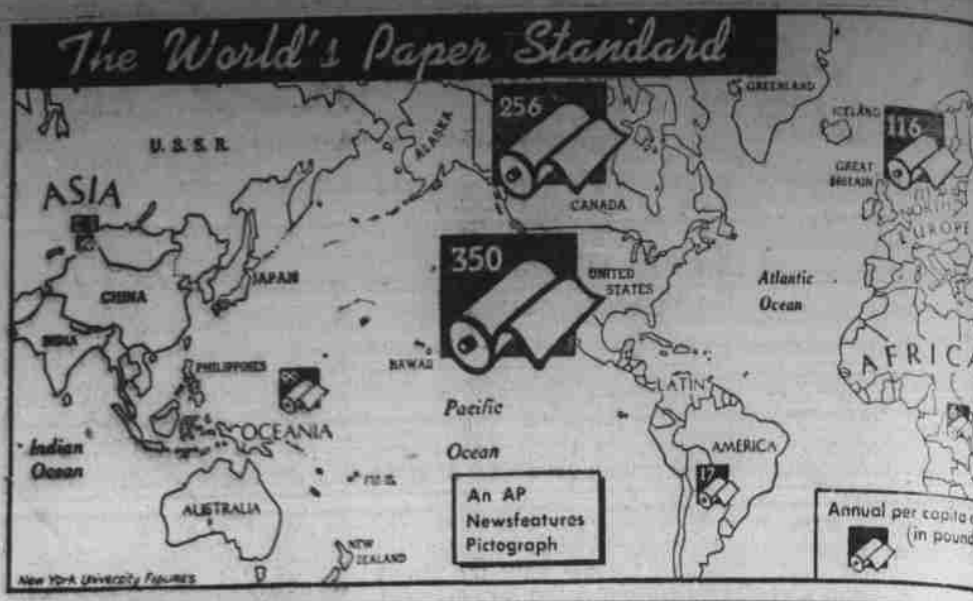 The World's Paper Standard
U.S.S.R.
ASIA
CHINA
JAPAN
INDIA
PHILIPPINES
OCEANIA
Indian
Ocean
AUSTRALIA
NEW
ZEALAND
New York University Figures
ALASKA
256
CANADA
350
UNITED
STATES
HAWAII
Pacific
Ocean
An AP
Newsfeatures
Pictograph
GREENLAND
ICELAND
116
GREAT
BRITAIN
EUROPE
Atlantic
Ocean
AFRICA
LATIN
AMERICA
17
Annual per capita
(in pound